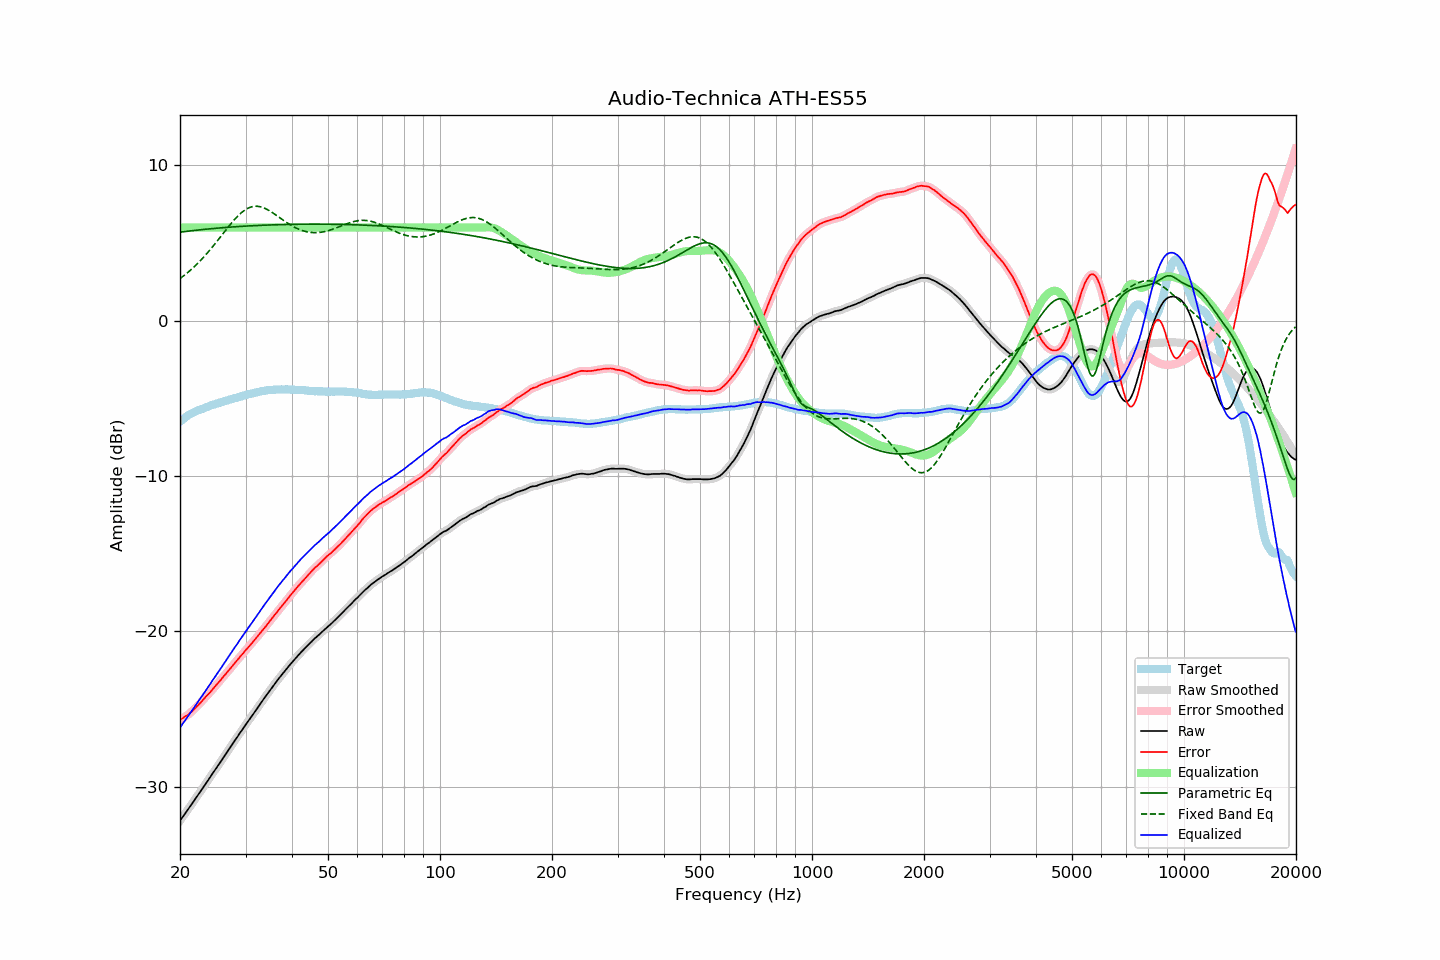 Audio-Technica ATH-ES55
Amplitude (dBr)
10
0
−10
−20
−30
20 50 100 200 500 1000 2000 5000 10000 20000
Frequency (Hz)
Target
Raw Smoothed
Error Smoothed
Raw
Error
Equalization
Parametric Eq
Fixed Band Eq
Equalized